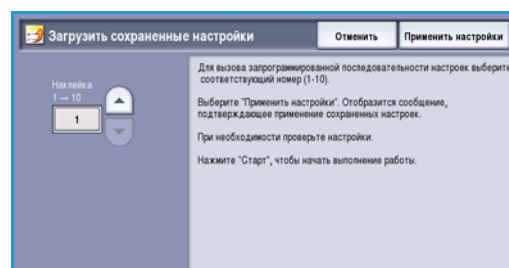 Загрузить сохраненные настройки
Отменить
Применить настройки
Наклейка
1 → 10
1
Для вызова запрограммированной последовательности настроек выберите
соответствующий номер (1-10).
Выберите "Применить настройки". Отобразится сообщение,
подтверждающее применение сохраненных настроек.
При необходимости проверьте настройки.
Нажмите "Старт", чтобы начать выполнение работы.